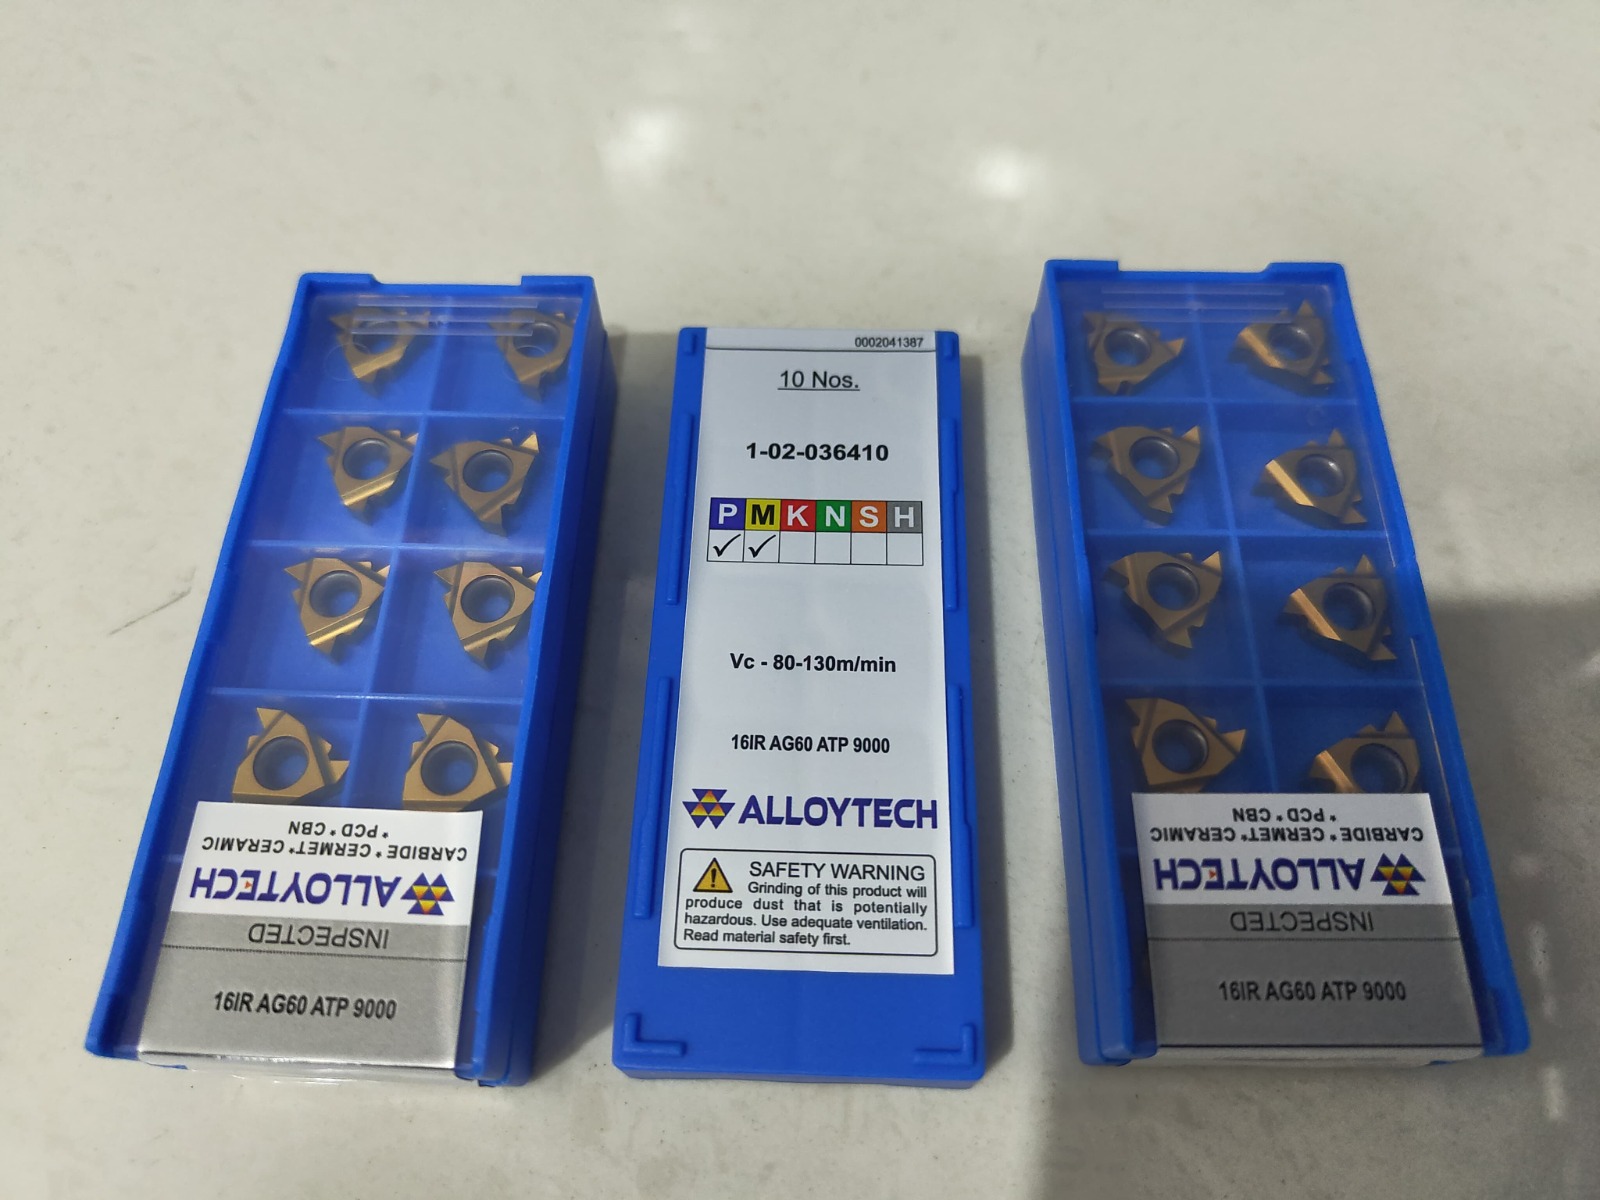 CARBIDE * CERMET * CERAMIC
* PCD * CBN
ALLOYTECH
INSPECTED
16IR AG60 ATP 9000
0002041387
10 Nos.
1-02-036410
P M K N S H
✓ ✓
Vc - 80-130m/min
16IR AG60 ATP 9000
ALLOYTECH
SAFETY WARNING
Grinding of this product will
produce dust that is potentially
hazardous. Use adequate ventilation.
Read material safety first.
CARBIDE * CERMET * CERAMIC
* PCD * CBN
ALLOYTECH
INSPECTED
16IR AG60 ATP 9000